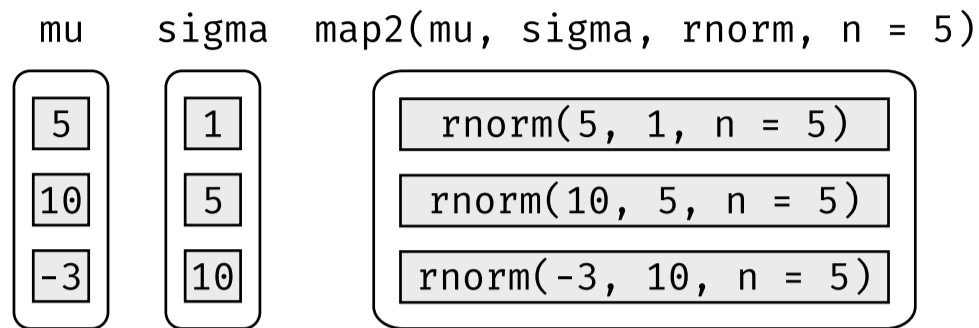 mu sigma map2(mu, sigma, rnorm, n = 5)
5 1 rnorm(5, 1, n = 5)
10 5 rnorm(10, 5, n = 5)
-3 10 rnorm(-3, 10, n = 5)